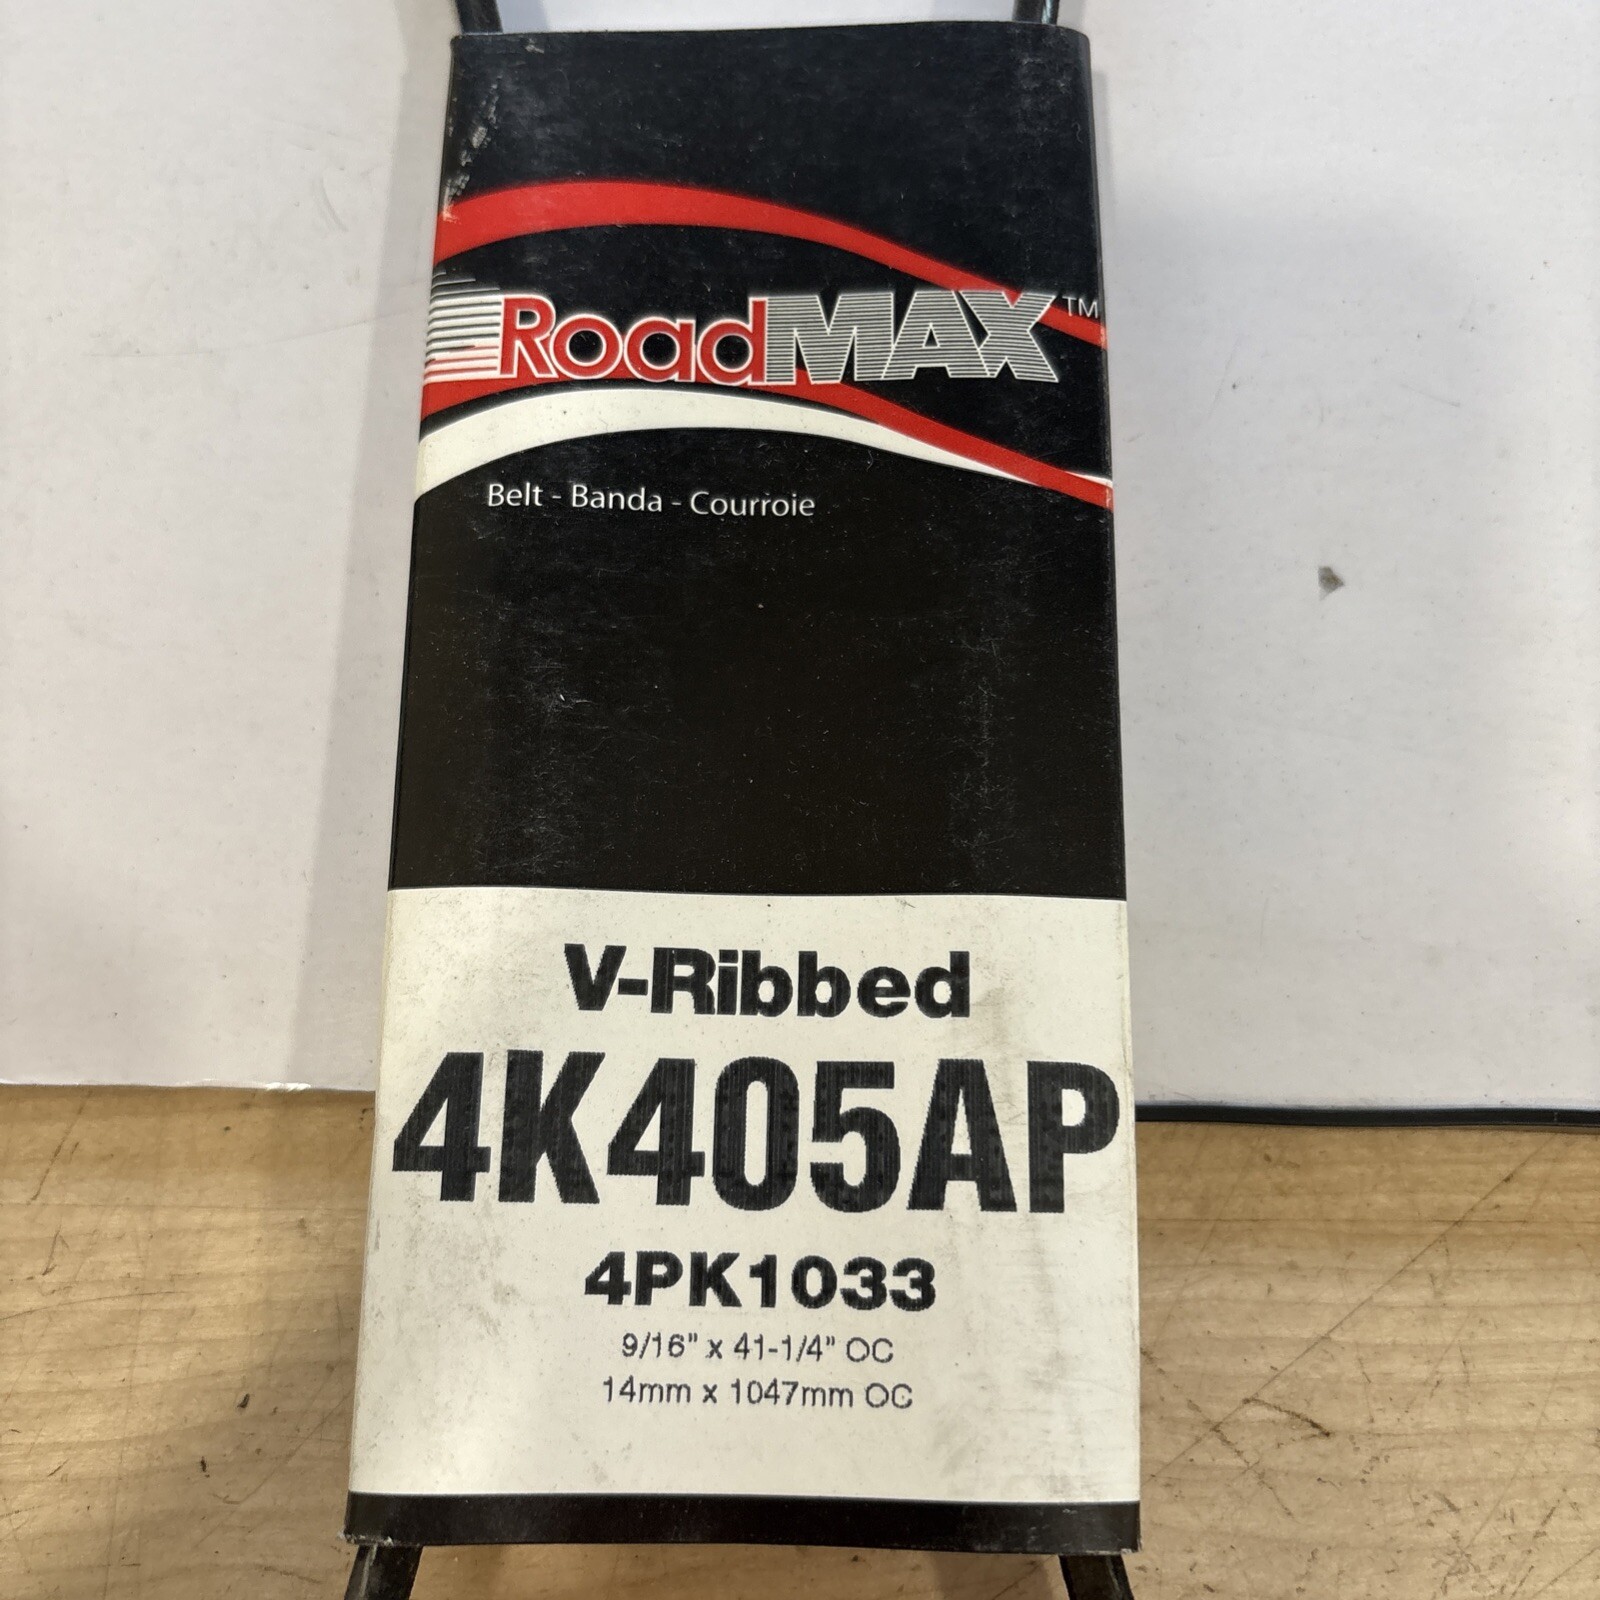 RoadMAX™
Belt - Banda - Courroie
V-Ribbed
4K405AP
4PK1033
9/16" x 41-1/4" OC
14mm x 1047mm OC